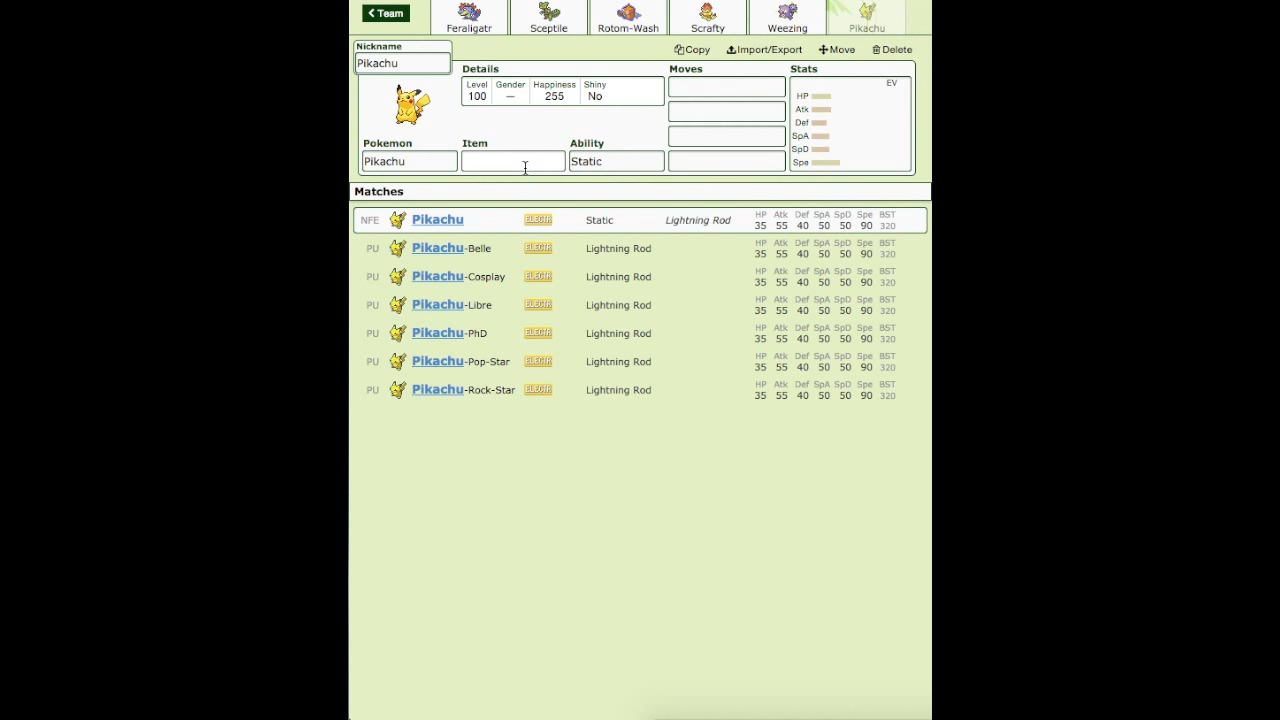 < Team
Feraligatr Sceptile Rotom-Wash Scrafty Weezing Pikachu
Nickname
Pikachu
Copy Import/Export Move Delete
Details Moves Stats
Level Gender Happiness Shiny
100 — 255 No
EV
HP
Atk
Def
SpA
SpD
Spe
Pokemon Item Ability
Pikachu Static
Matches
NFE Pikachu ELECTR Static Lightning Rod HP Atk Def SpA SpD Spe BST
35 55 40 50 50 90 320
PU Pikachu-Belle ELECTR Lightning Rod HP Atk Def SpA SpD Spe BST
35 55 40 50 50 90 320
PU Pikachu-Cosplay ELECTR Lightning Rod HP Atk Def SpA SpD Spe BST
35 55 40 50 50 90 320
PU Pikachu-Libre ELECTR Lightning Rod HP Atk Def SpA SpD Spe BST
35 55 40 50 50 90 320
PU Pikachu-PhD ELECTR Lightning Rod HP Atk Def SpA SpD Spe BST
35 55 40 50 50 90 320
PU Pikachu-Pop-Star ELECTR Lightning Rod HP Atk Def SpA SpD Spe BST
35 55 40 50 50 90 320
PU Pikachu-Rock-Star ELECTR Lightning Rod HP Atk Def SpA SpD Spe BST
35 55 40 50 50 90 320